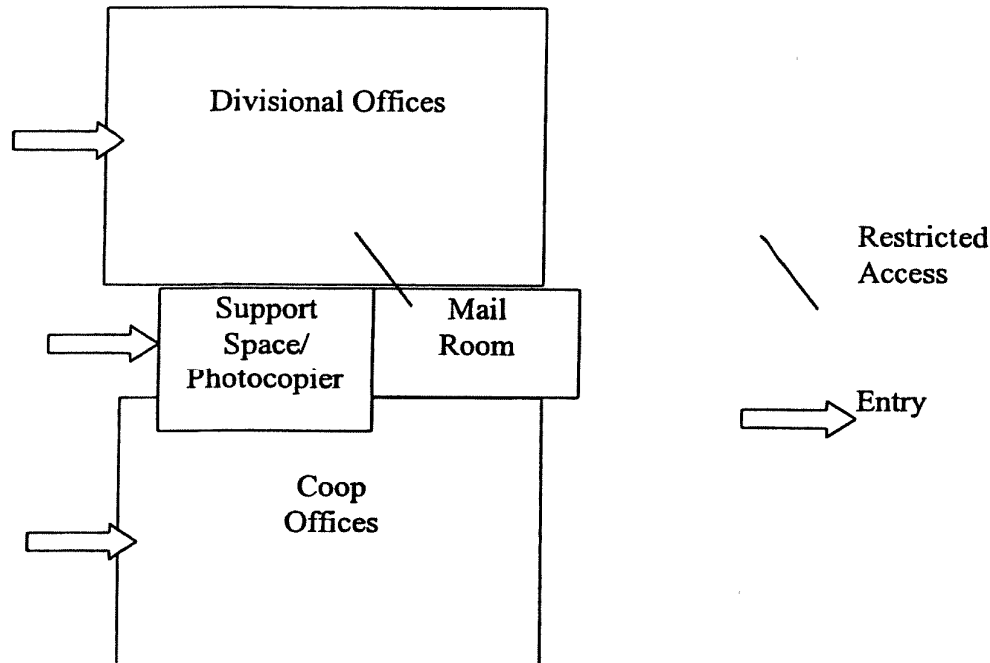 Divisional Offices
Support
Space/
Photocopier
Mail
Room
Coop
Offices
Restricted
Access
Entry